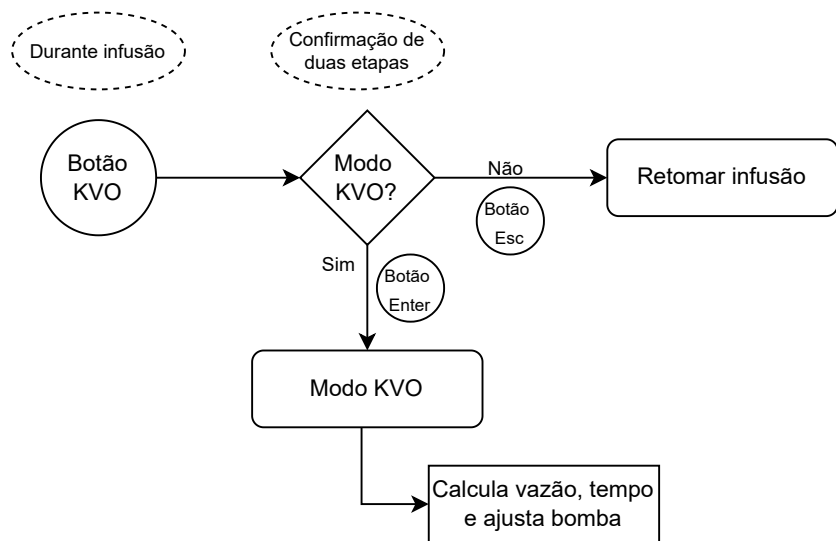 Durante infusão
Confirmação de
duas etapas
Botão
KVO
Modo
KVO?
Não
Botão
Esc
Retomar infusão
Sim
Botão
Enter
Modo KVO
Calcula vazão, tempo
e ajusta bomba